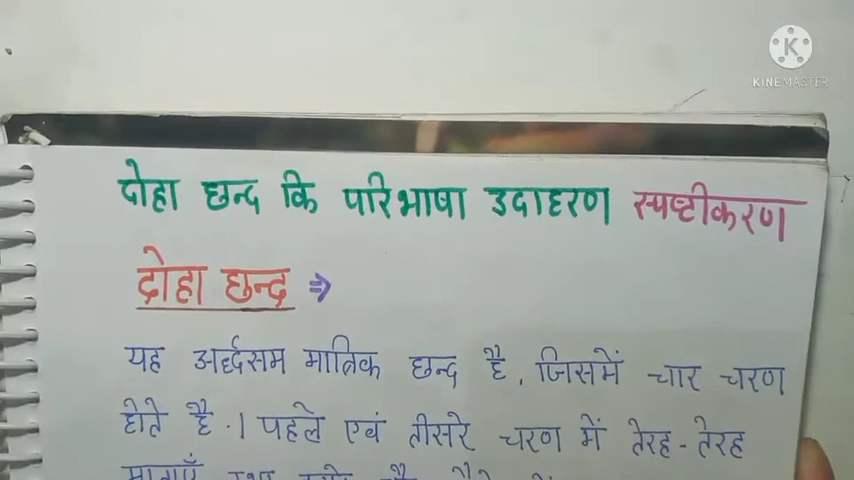 KINEMASTER
दोहा छन्द कि परिभाषा उदाहरण स्पष्टीकरण
दोहा छन्द ⇒
यह अर्द्धसम मात्रिक छन्द है, जिसमें चार चरण
होते है.। पहले एवं तीसरे चरण में तेरह-तेरह
मात्राएँ तथा